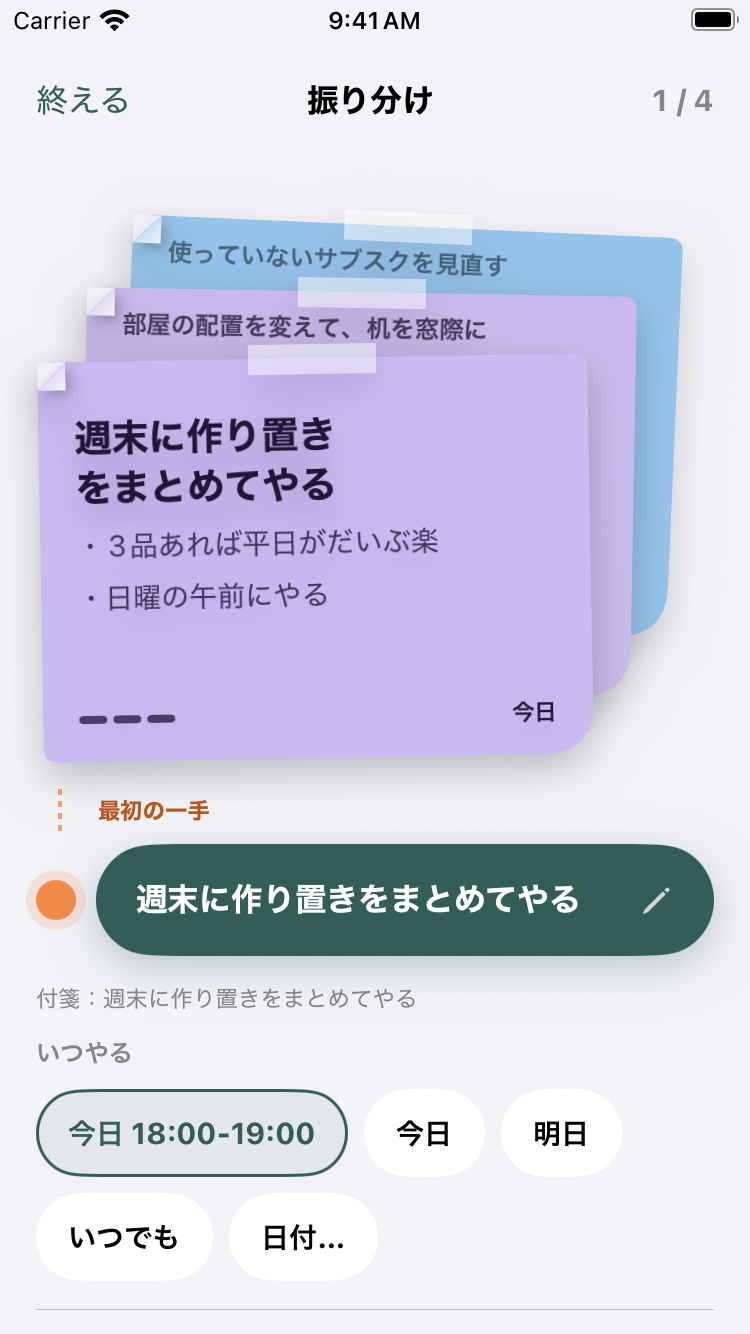 Carrier 9:41 AM
終える 振り分け 1 / 4
使っていないサブスクを見直す
部屋の配置を変えて、机を窓際に
週末に作り置き
をまとめてやる
・３品あれば平日がだいぶ楽
・日曜の午前にやる
今日
最初の一手
週末に作り置きをまとめてやる
付箋：週末に作り置きをまとめてやる
いつやる
今日 18:00-19:00 今日 明日
いつでも 日付...